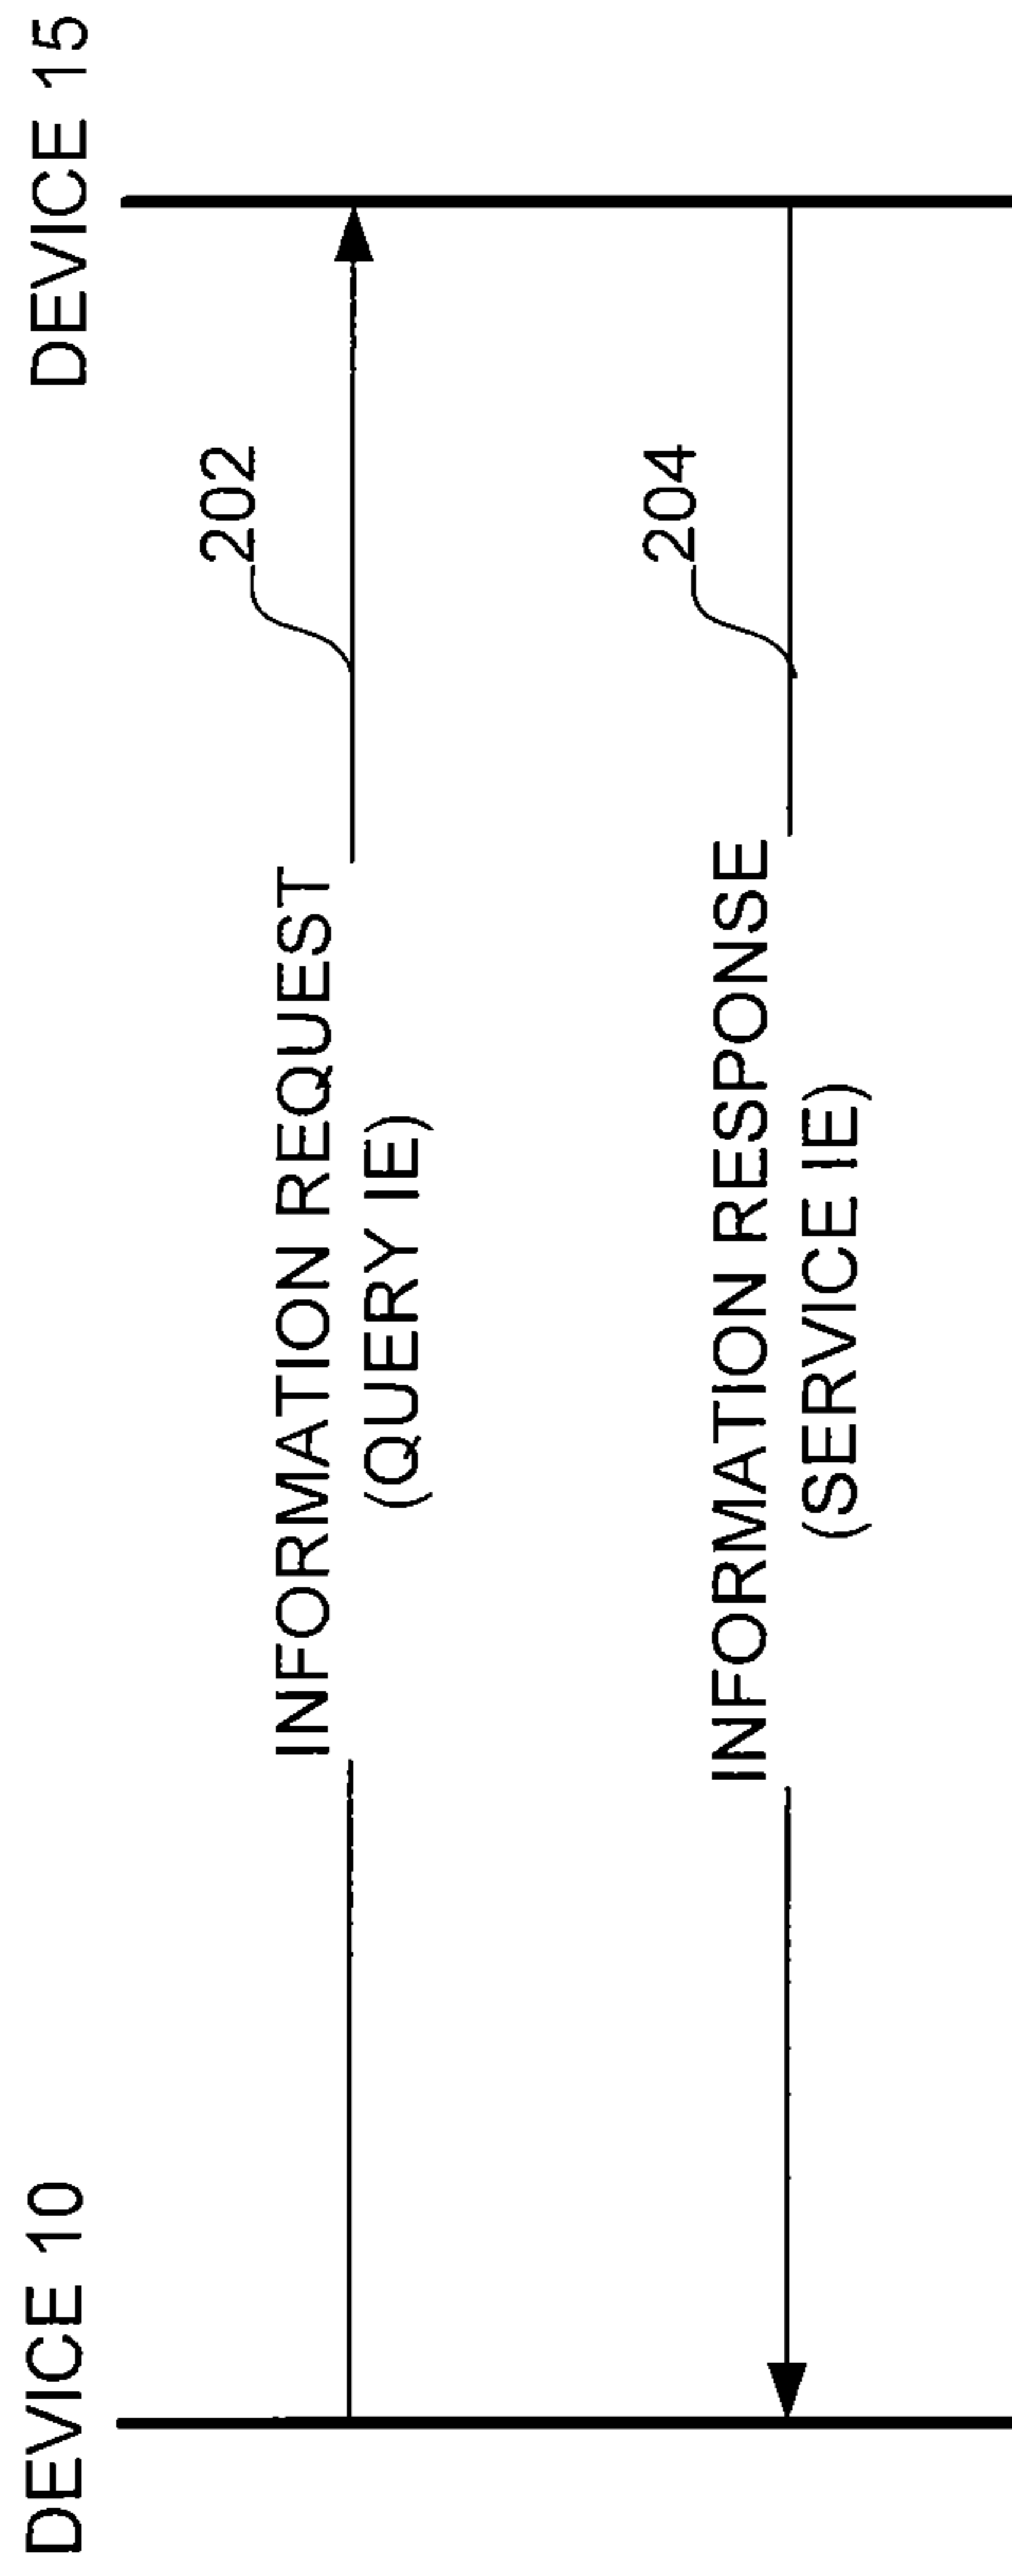 DEVICE 10
DEVICE 15
202
INFORMATION REQUEST
(QUERY IE)
204
INFORMATION RESPONSE
(SERVICE IE)